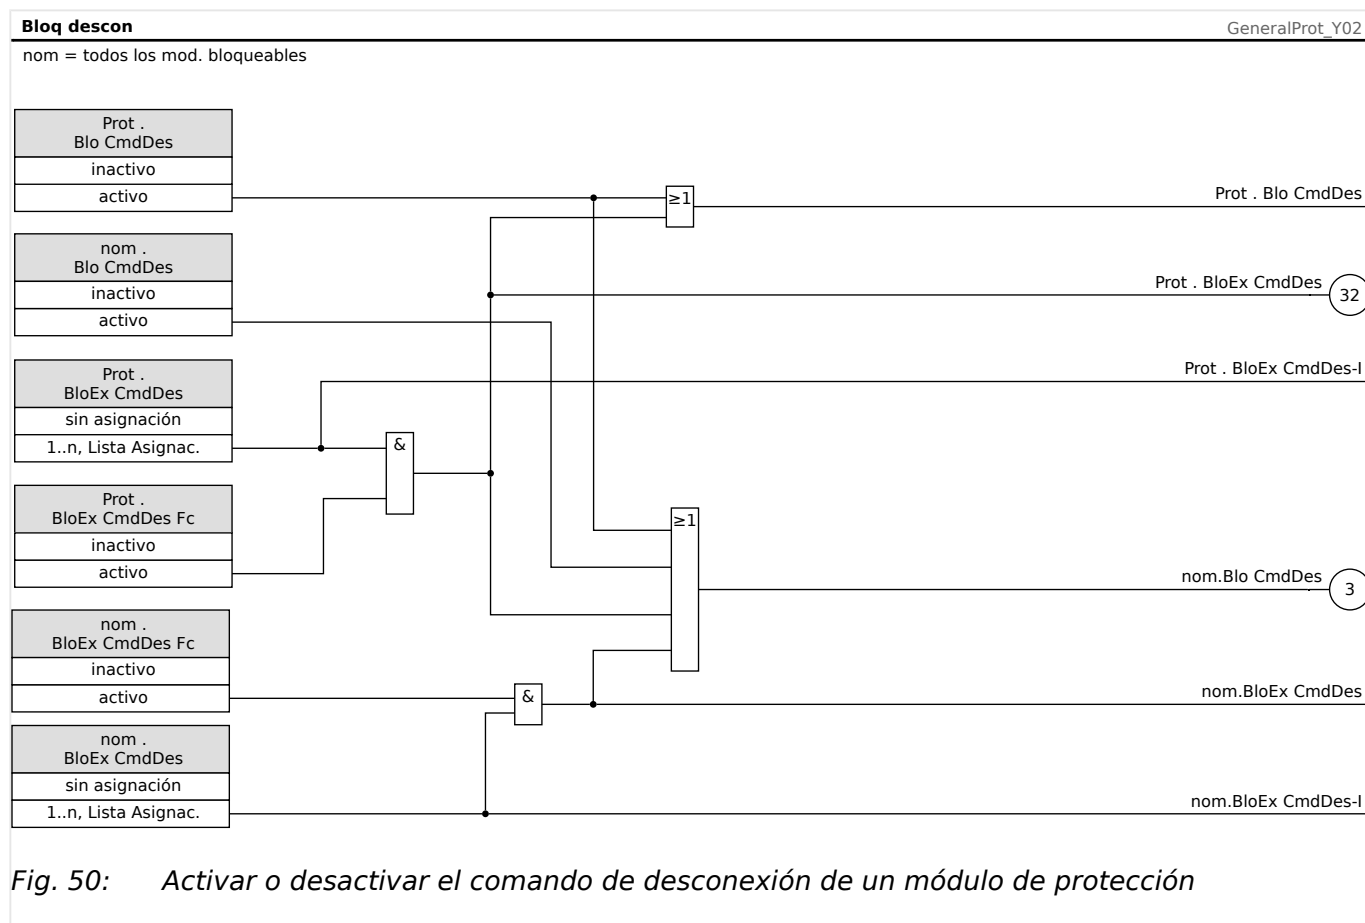 Bloq descon
GeneralProt_Y02
nom = todos los mod. bloqueables
Prot .
Blo CmdDes
inactivo
activo
≥1
Prot . Blo CmdDes
nom .
Blo CmdDes
inactivo
activo
Prot . BloEx CmdDes
32
Prot .
BloEx CmdDes
sin asignación
1..n, Lista Asignac.
Prot . BloEx CmdDes-I
&
Prot .
BloEx CmdDes Fc
inactivo
activo
≥1
nom.Blo CmdDes
3
nom .
BloEx CmdDes Fc
inactivo
activo
&
nom.BloEx CmdDes
nom .
BloEx CmdDes
sin asignación
1..n, Lista Asignac.
nom.BloEx CmdDes-I
Fig. 50: Activar o desactivar el comando de desconexión de un módulo de protección